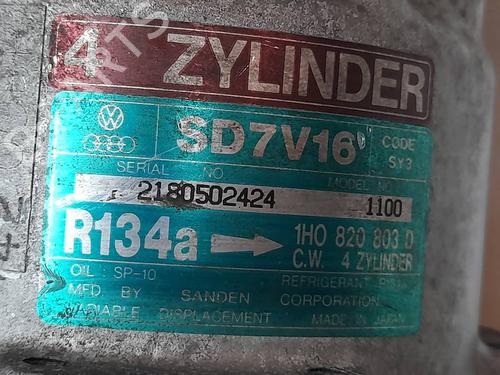 4 ZYLINDER
SD7V16 CODE
SY3
SERIAL NO MODEL NO
2180502424 1100
R134a 1H0 820 803 D
C.W. 4 ZYLINDER
OIL SP-10 REFRIGERANT
MFD BY SANDEN CORPORATION
VARIABLE DISPLACEMENT MADE IN JAPAN